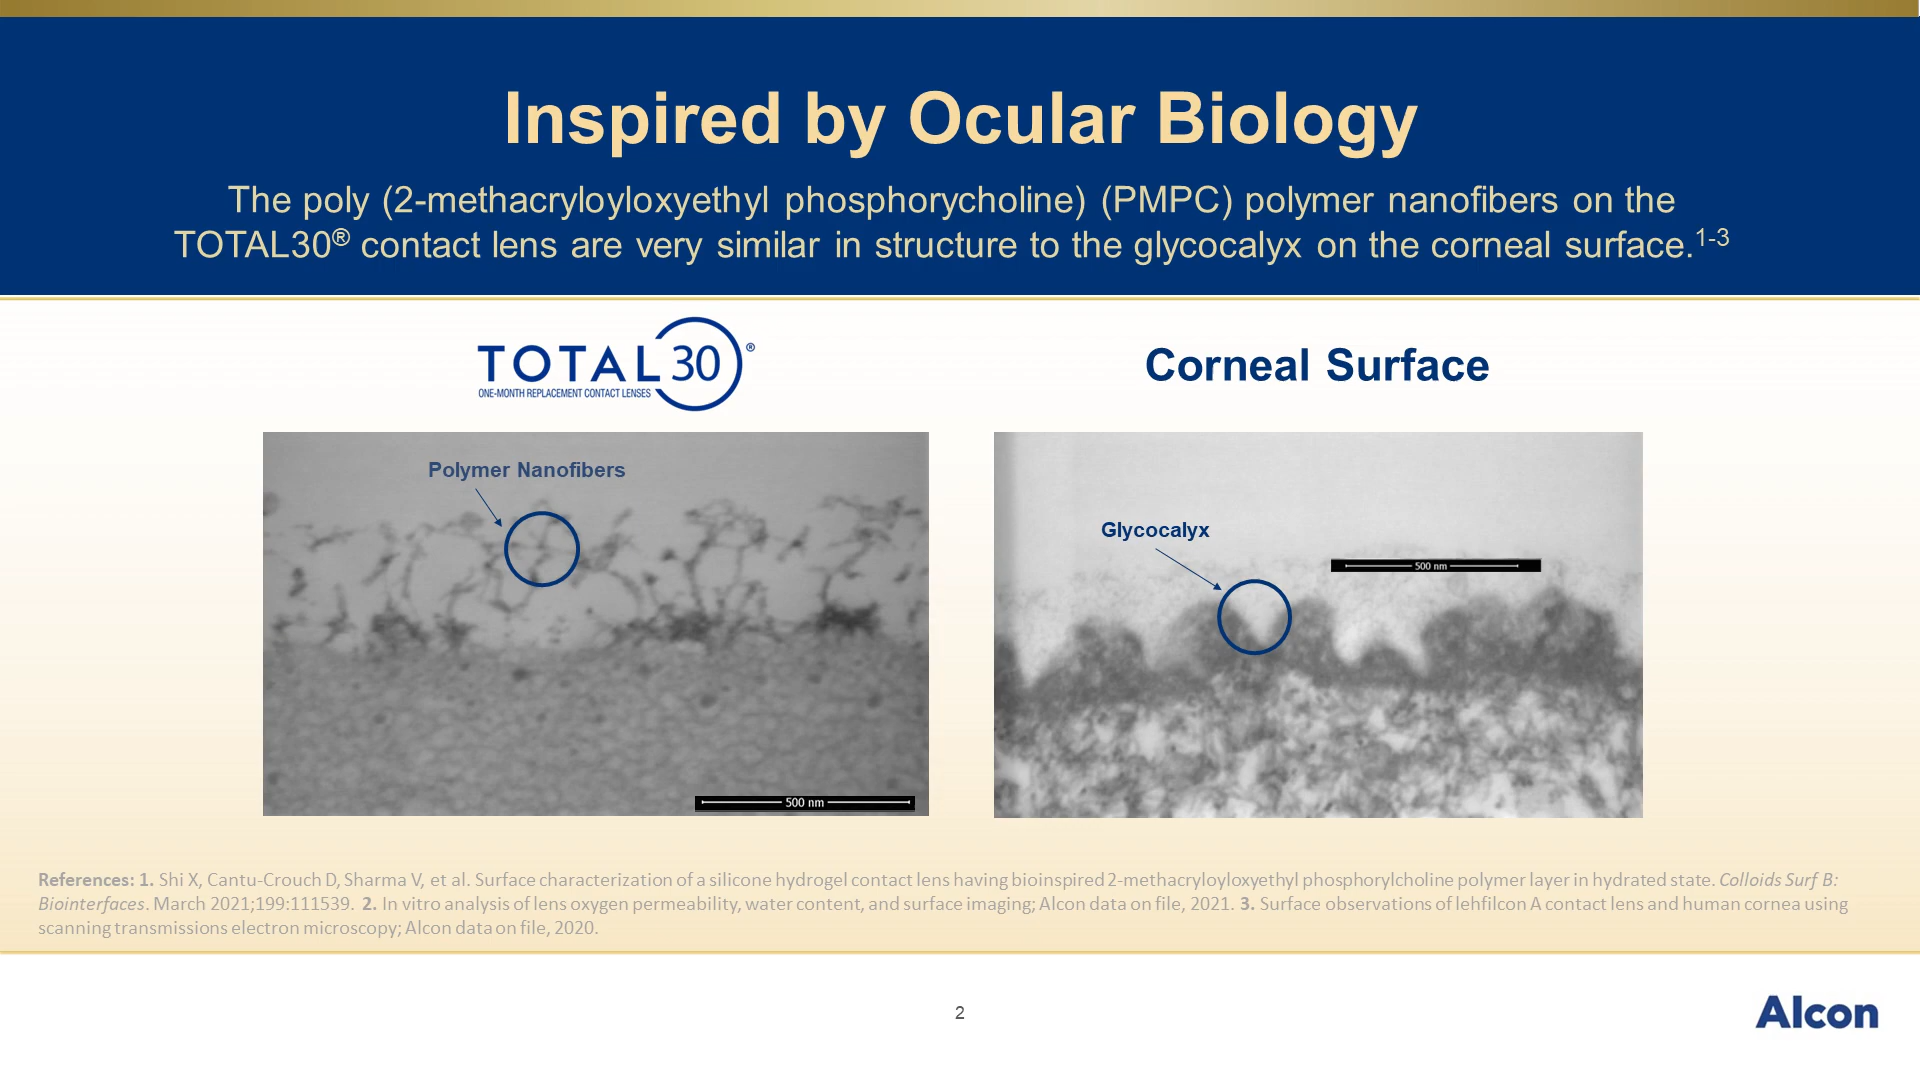 Inspired by Ocular Biology
The poly (2-methacryloyloxyethyl phosphorycholine) (PMPC) polymer nanofibers on the
TOTAL30® contact lens are very similar in structure to the glycocalyx on the corneal surface.1-3
TOTAL 30®
ONE-MONTH REPLACEMENT CONTACT LENSES
Corneal Surface
Polymer Nanofibers
500 nm
Glycocalyx
500 nm
References: 1. Shi X, Cantu-Crouch D, Sharma V, et al. Surface characterization of a silicone hydrogel contact lens having bioinspired 2-methacryloyloxyethyl phosphorylcholine polymer layer in hydrated state. Colloids Surf B:
Biointerfaces. March 2021;199:111539. 2. In vitro analysis of lens oxygen permeability, water content, and surface imaging; Alcon data on file, 2021. 3. Surface observations of lehfilcon A contact lens and human cornea using
scanning transmissions electron microscopy; Alcon data on file, 2020.
2
Alcon